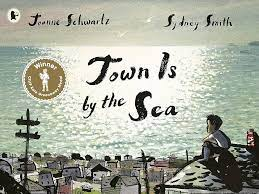 Joanne Schwartz Sydney Smith
Town Is
by the Sea
Winner